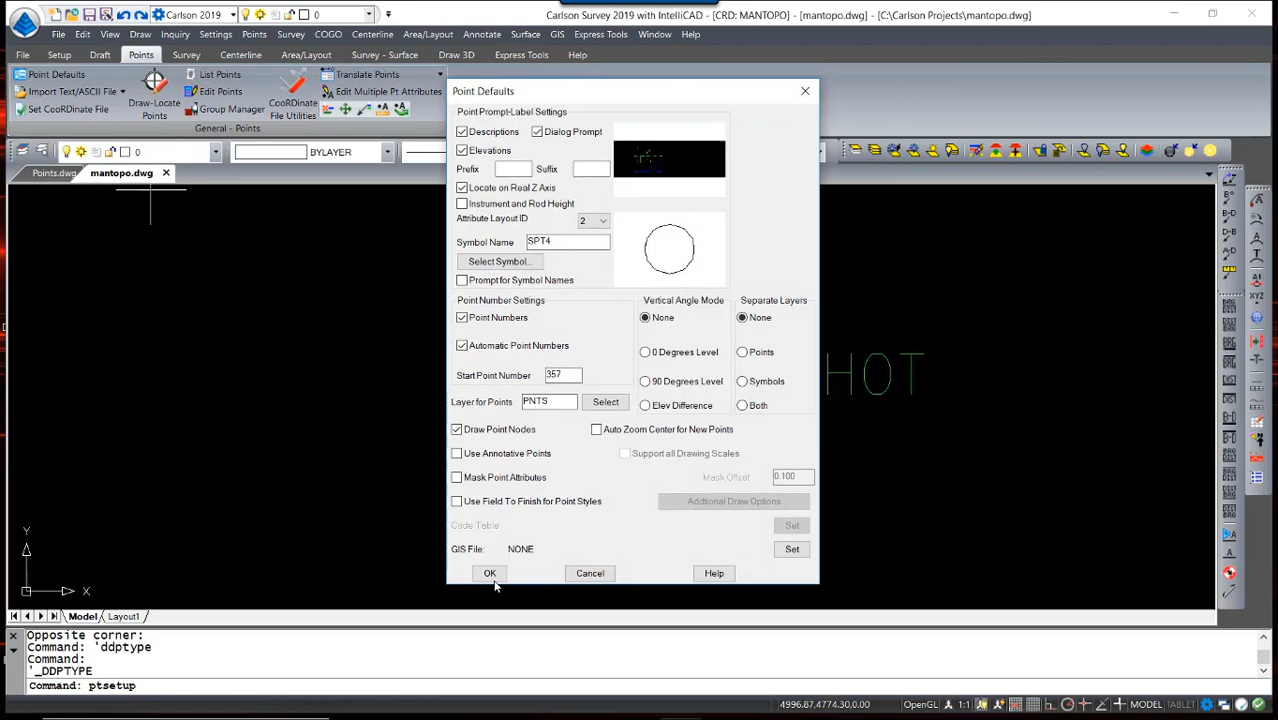 Carlson 2019
0
Carlson Survey 2019 with IntelliCAD - [CRD: MANTOPO] - [mantopo.dwg] - [C:\Carlson Projects\mantopo.dwg]
File Edit View Draw Inquiry Settings Points Survey COGO Centerline Area/Layout Annotate Surface GIS Express Tools Window Help
File Setup Draft Points Survey Centerline Area/Layout Survey - Surface Draw 3D Express Tools Help
Point Defaults
Import Text/ASCII File
Set CooRDinate File
Draw-Locate
Points
List Points
Edit Points
Group Manager
CooRDinate
File Utilities
Translate Points
Edit Multiple Pt Attributes
General - Points
0
BYLAYER
Points.dwg
mantopo.dwg
Point Defaults
Point Prompt-Label Settings
Descriptions
Dialog Prompt
Elevations
Prefix
Suffix
Locate on Real Z Axis
Instrument and Rod Height
Attribute Layout ID
2
Symbol Name
SPT4
Select Symbol...
Prompt for Symbol Names
Point Number Settings
Vertical Angle Mode
Separate Layers
Point Numbers
None
None
Automatic Point Numbers
0 Degrees Level
Points
Start Point Number
357
90 Degrees Level
Symbols
Layer for Points
PNTS
Select
Elev Difference
Both
Draw Point Nodes
Auto Zoom Center for New Points
Use Annotative Points
Support all Drawing Scales
Mask Point Attributes
Mask Offset
0.100
Use Field To Finish for Point Styles
Addtional Draw Options
Code Table
Set
GIS File:
NONE
Set
OK
Cancel
Help
HOT
Y
X
Model
Layout1
Opposite corner:
Command: 'ddptype
Command:
'_DDPTYPE
Command: ptsetup
4996.87,4774.30,0.00
OpenGL
1:1
MODEL
TABLET